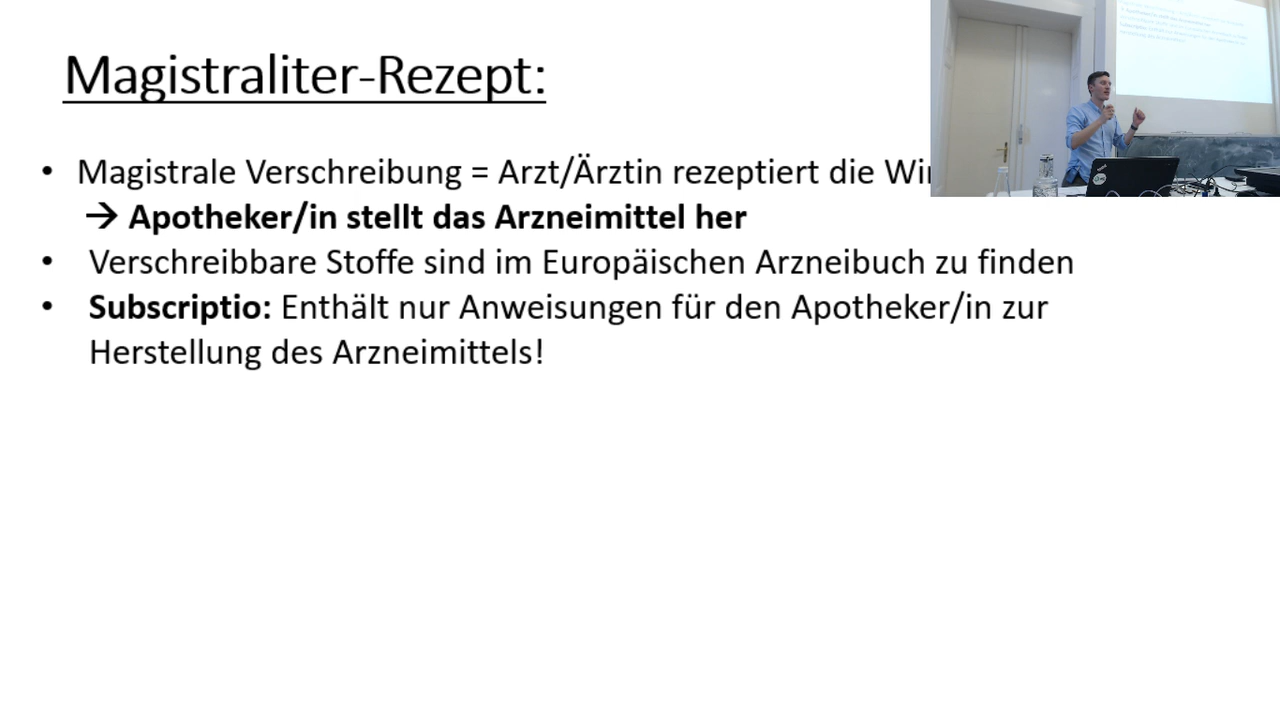 Magistraliter-Rezept:
• Magistrale Verschreibung = Arzt/Ärztin rezeptiert die
→ Apotheker/in stellt das Arzneimittel her
• Verschreibbare Stoffe sind im Europäischen Arzneibuch zu finden
• Subscriptio: Enthält nur Anweisungen für den Apotheker/in zur
Herstellung des Arzneimittels!